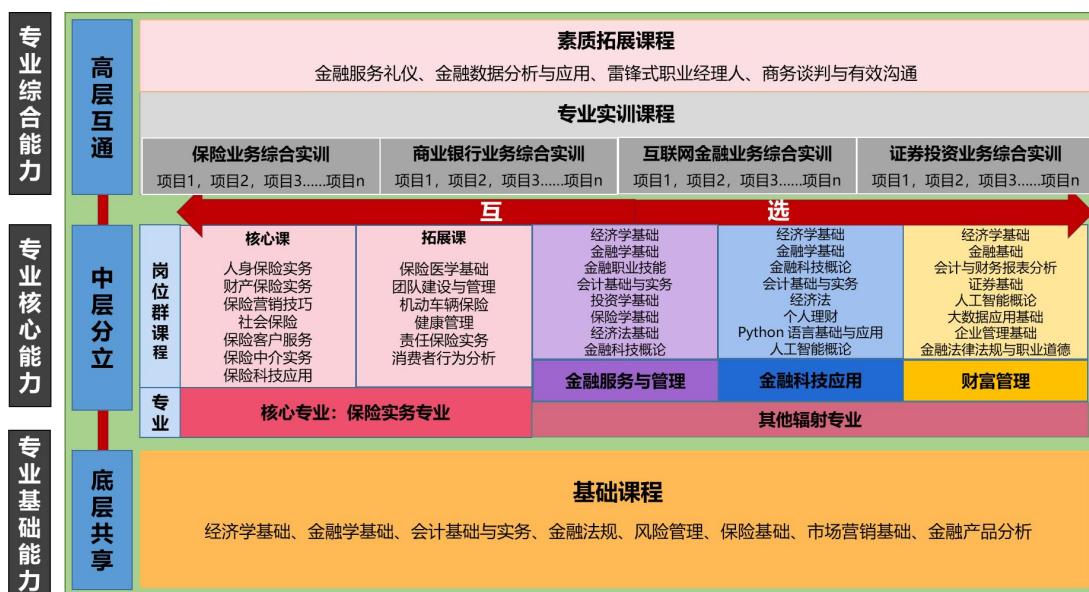 专业综合能力
高层互通
素质拓展课程
金融服务礼仪、金融数据分析与应用、雷锋式职业经理人、商务谈判与有效沟通
专业实训课程
保险业务综合实训
项目1，项目2，项目3......项目n
商业银行业务综合实训
项目1，项目2，项目3......项目n
互联网金融业务综合实训
项目1，项目2，项目3......项目n
证券投资业务综合实训
项目1，项目2，项目3......项目n
互 选
专业核心能力
中层分立
岗位群课程
核心课
人身保险实务
财产保险实务
保险营销技巧
社会保险
保险客户服务
保险中介实务
保险科技应用
拓展课
保险医学基础
团队建设与管理
机动车辆保险
健康管理
责任保险实务
消费者行为分析
经济学基础
金融学基础
金融职业技能
会计基础与实务
投资学基础
保险学基础
经济法基础
金融科技概论
金融服务与管理
经济学基础
金融学基础
金融科技概论
会计基础与实务
经济法
个人理财
Python 语言基础与应用
人工智能概论
金融科技应用
经济学基础
金融基础
会计与财务报表分析
证券基础
人工智能概论
大数据应用基础
企业管理基础
金融法律法规与职业道德
财富管理
专业
核心专业：保险实务专业
其他辐射专业
专业基础能力
底层共享
基础课程
经济学基础、金融学基础、会计基础与实务、金融法规、风险管理、保险基础、市场营销基础、金融产品分析